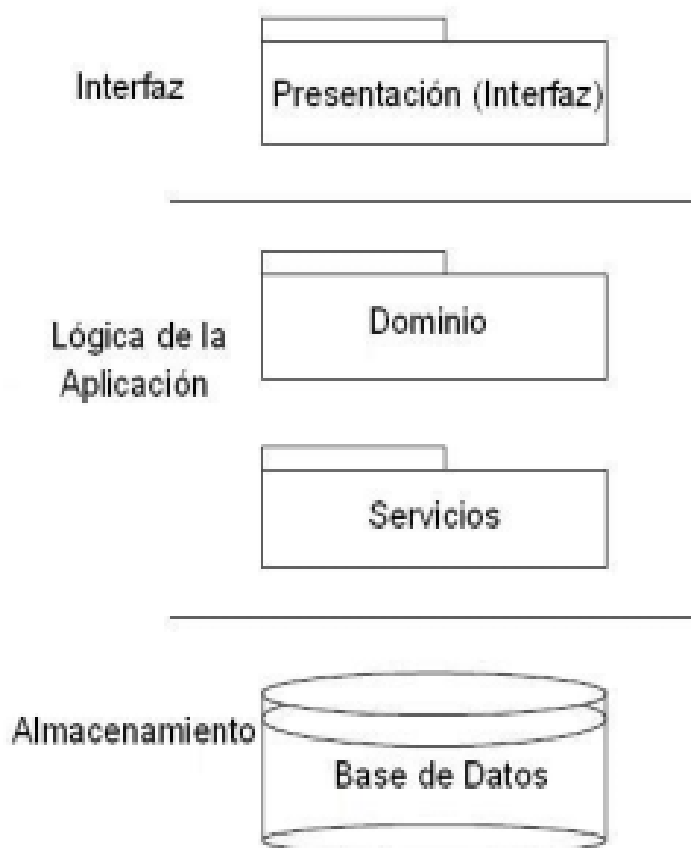 Interfaz
Presentación (Interfaz)
Lógica de la
Aplicación
Dominio
Servicios
Almacenamiento
Base de Datos